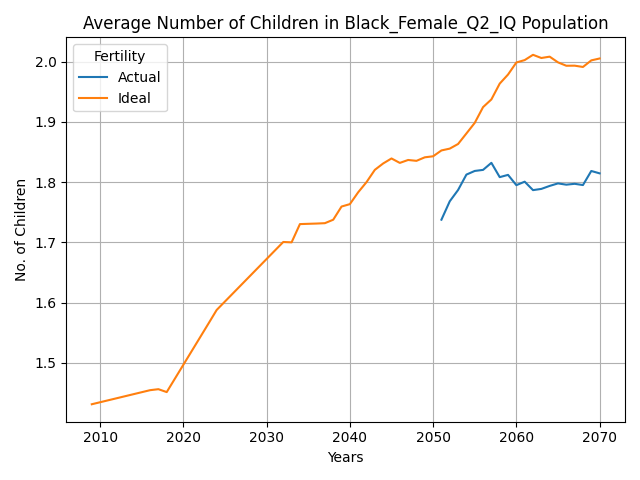 Average Number of Children in Black_Female_Q2_IQ Population
Fertility
Actual
Ideal
No. of Children
2.0
1.9
1.8
1.7
1.6
1.5
2010 2020 2030 2040 2050 2060 2070
Years